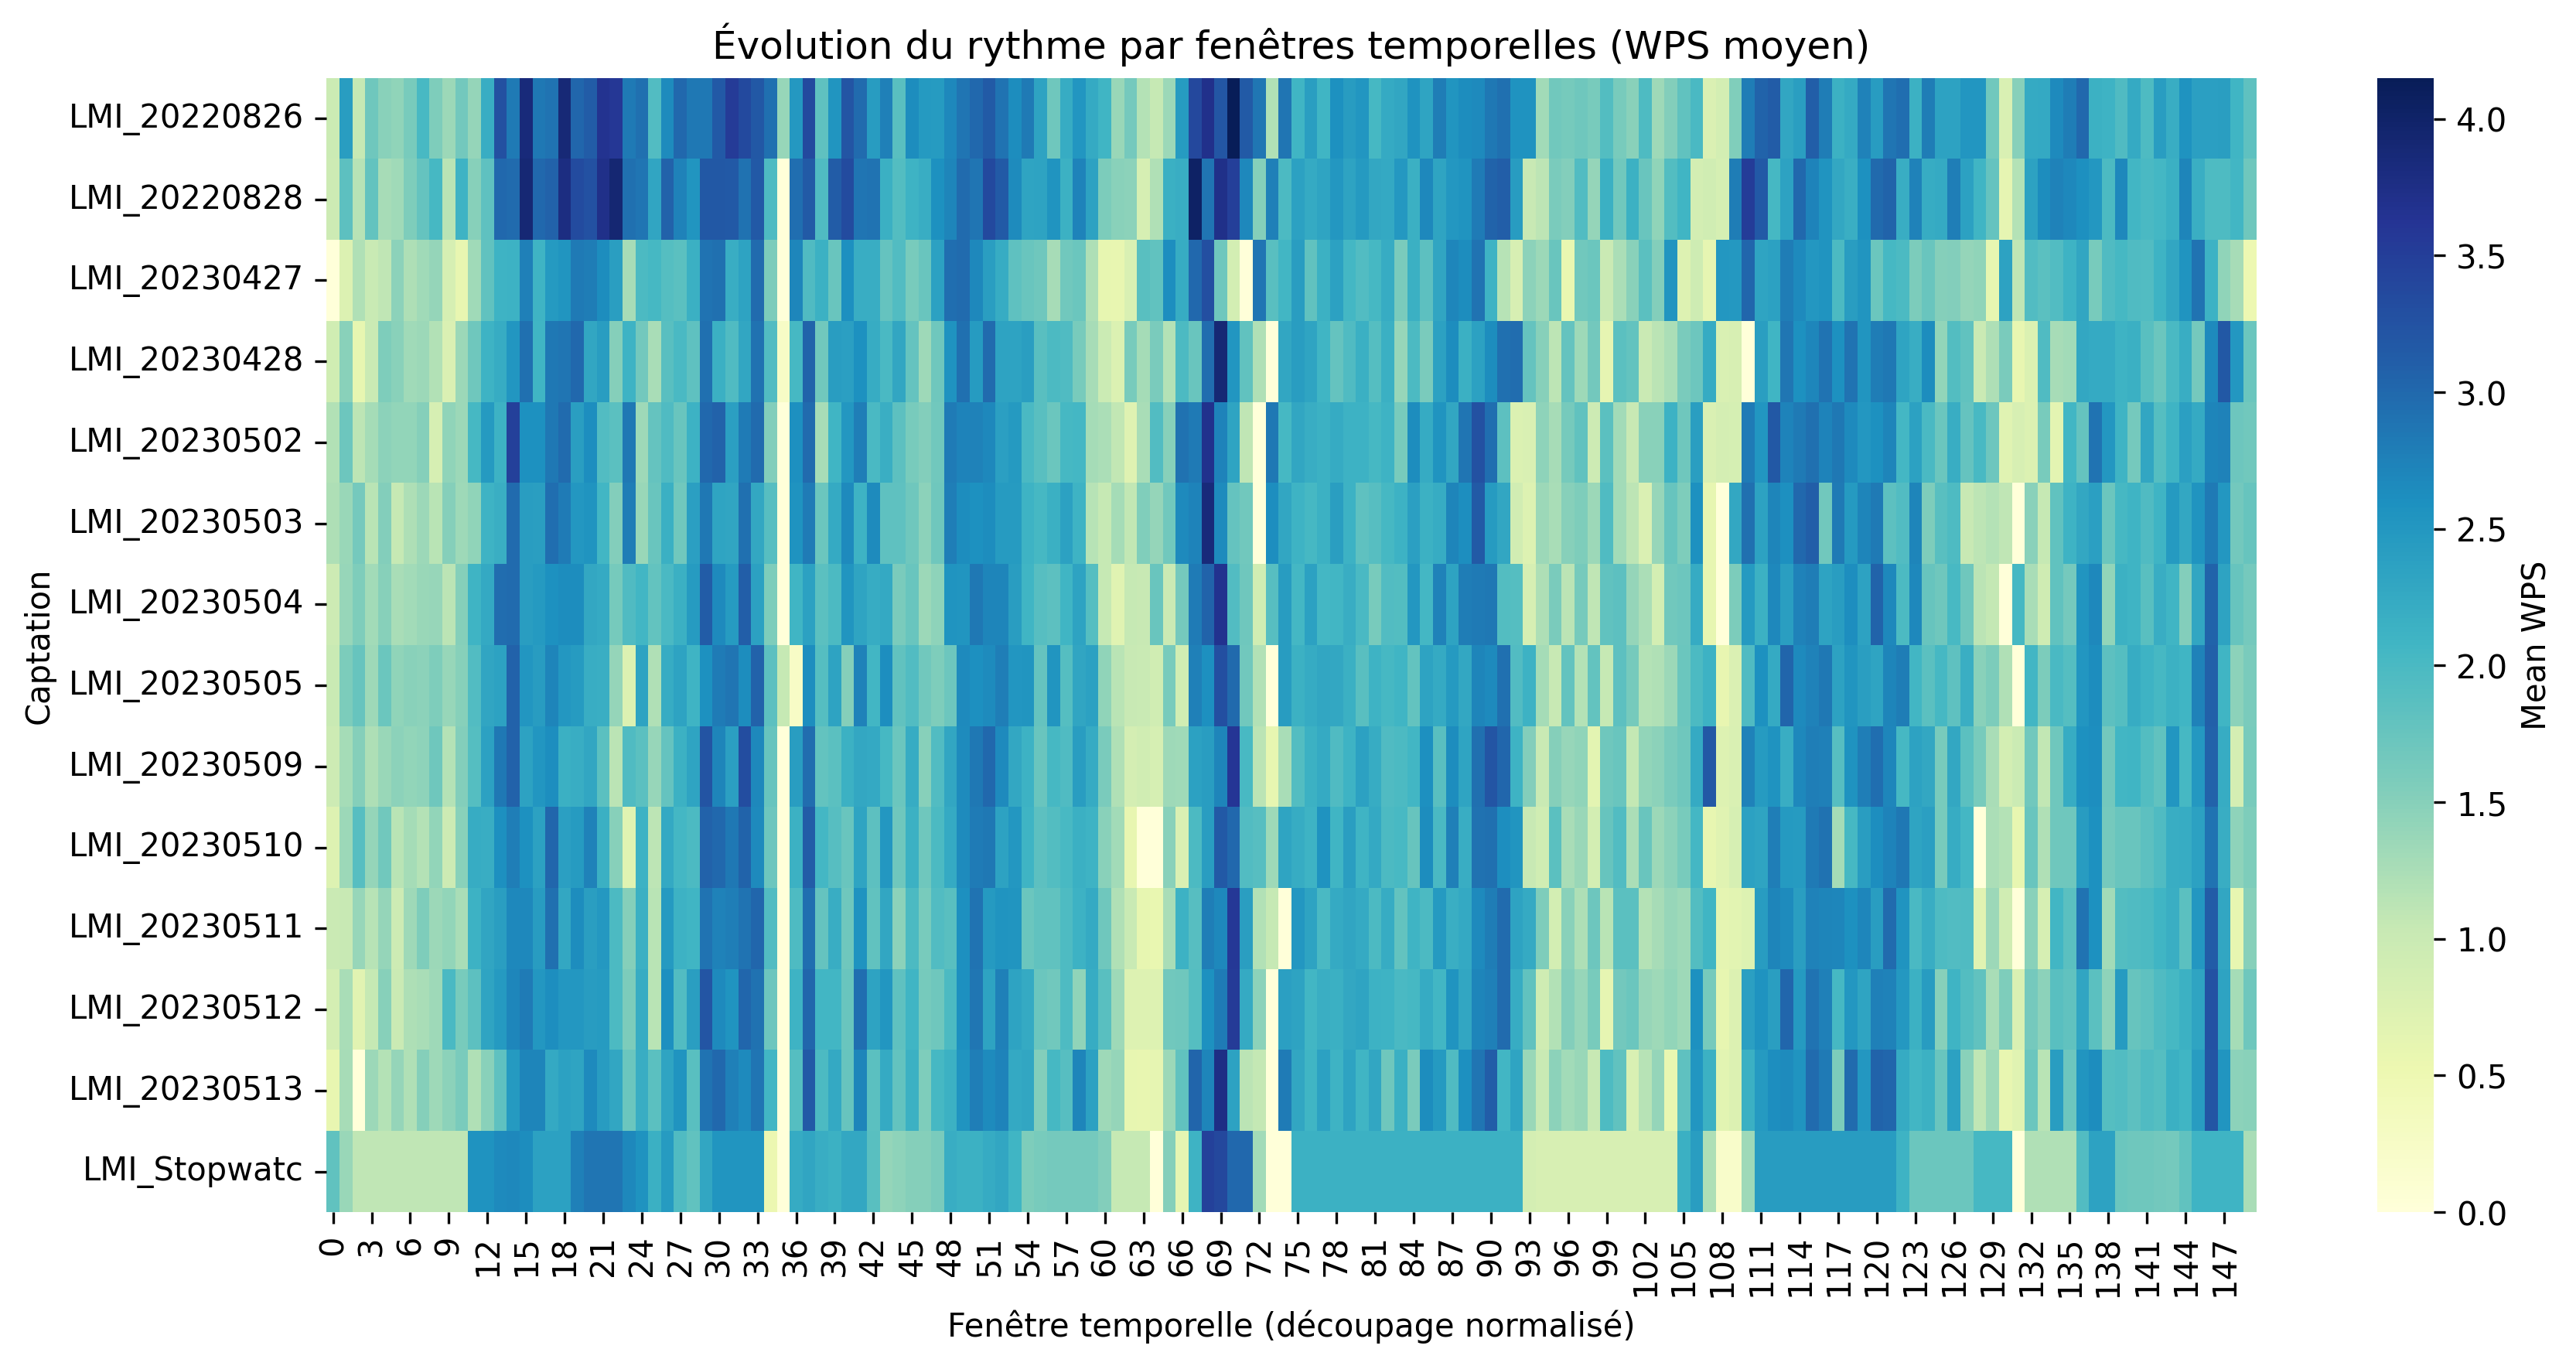 Évolution du rythme par fenêtres temporelles (WPS moyen)
Captation
LMI_20220826
LMI_20220828
LMI_20230427
LMI_20230428
LMI_20230502
LMI_20230503
LMI_20230504
LMI_20230505
LMI_20230509
LMI_20230510
LMI_20230511
LMI_20230512
LMI_20230513
LMI_Stopwatc
0 3 6 9 12 15 18 21 24 27 30 33 36 39 42 45 48 51 54 57 60 63 66 69 72 75 78 81 84 87 90 93 96 99 102 105 108 111 114 117 120 123 126 129 132 135 138 141 144 147
Fenêtre temporelle (découpage normalisé)
4.0
3.5
3.0
2.5
2.0
1.5
1.0
0.5
0.0
Mean WPS